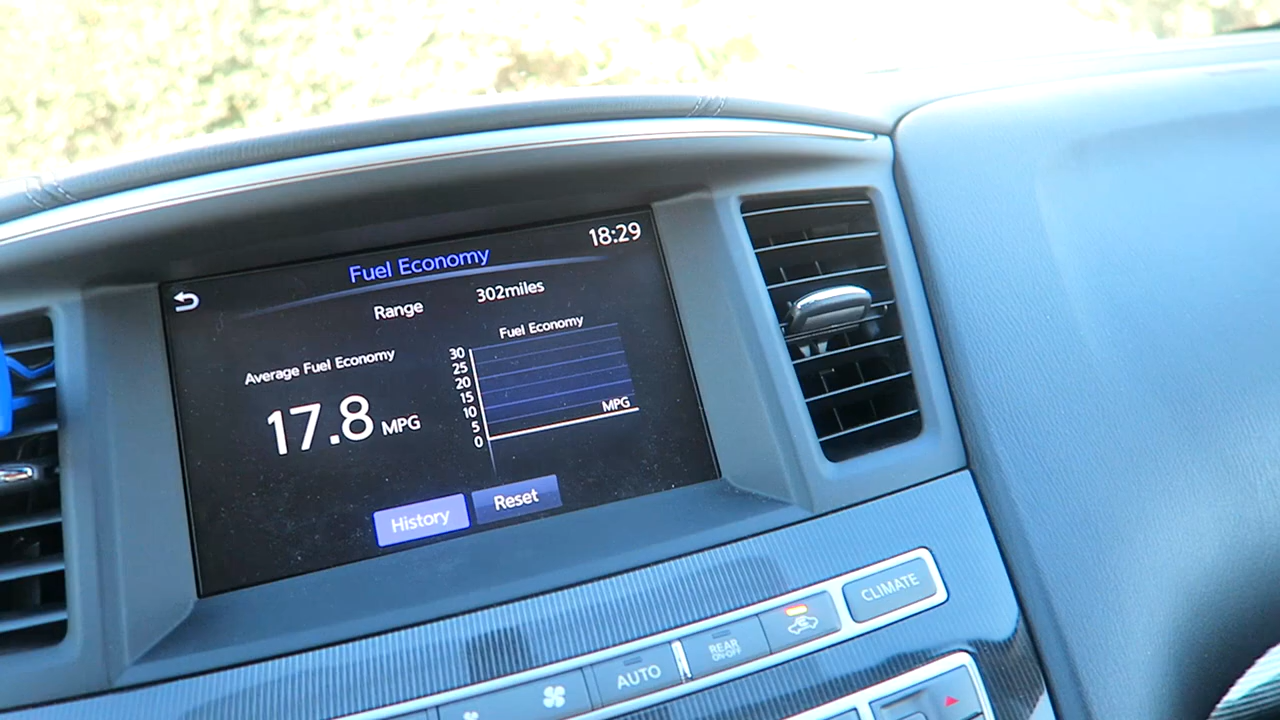 18:29
Fuel Economy
Range 302miles
Average Fuel Economy
17.8 MPG
Fuel Economy
30
25
20
15
10
5
0
MPG
History
Reset
CLIMATE
REAR
ON•OFF
AUTO